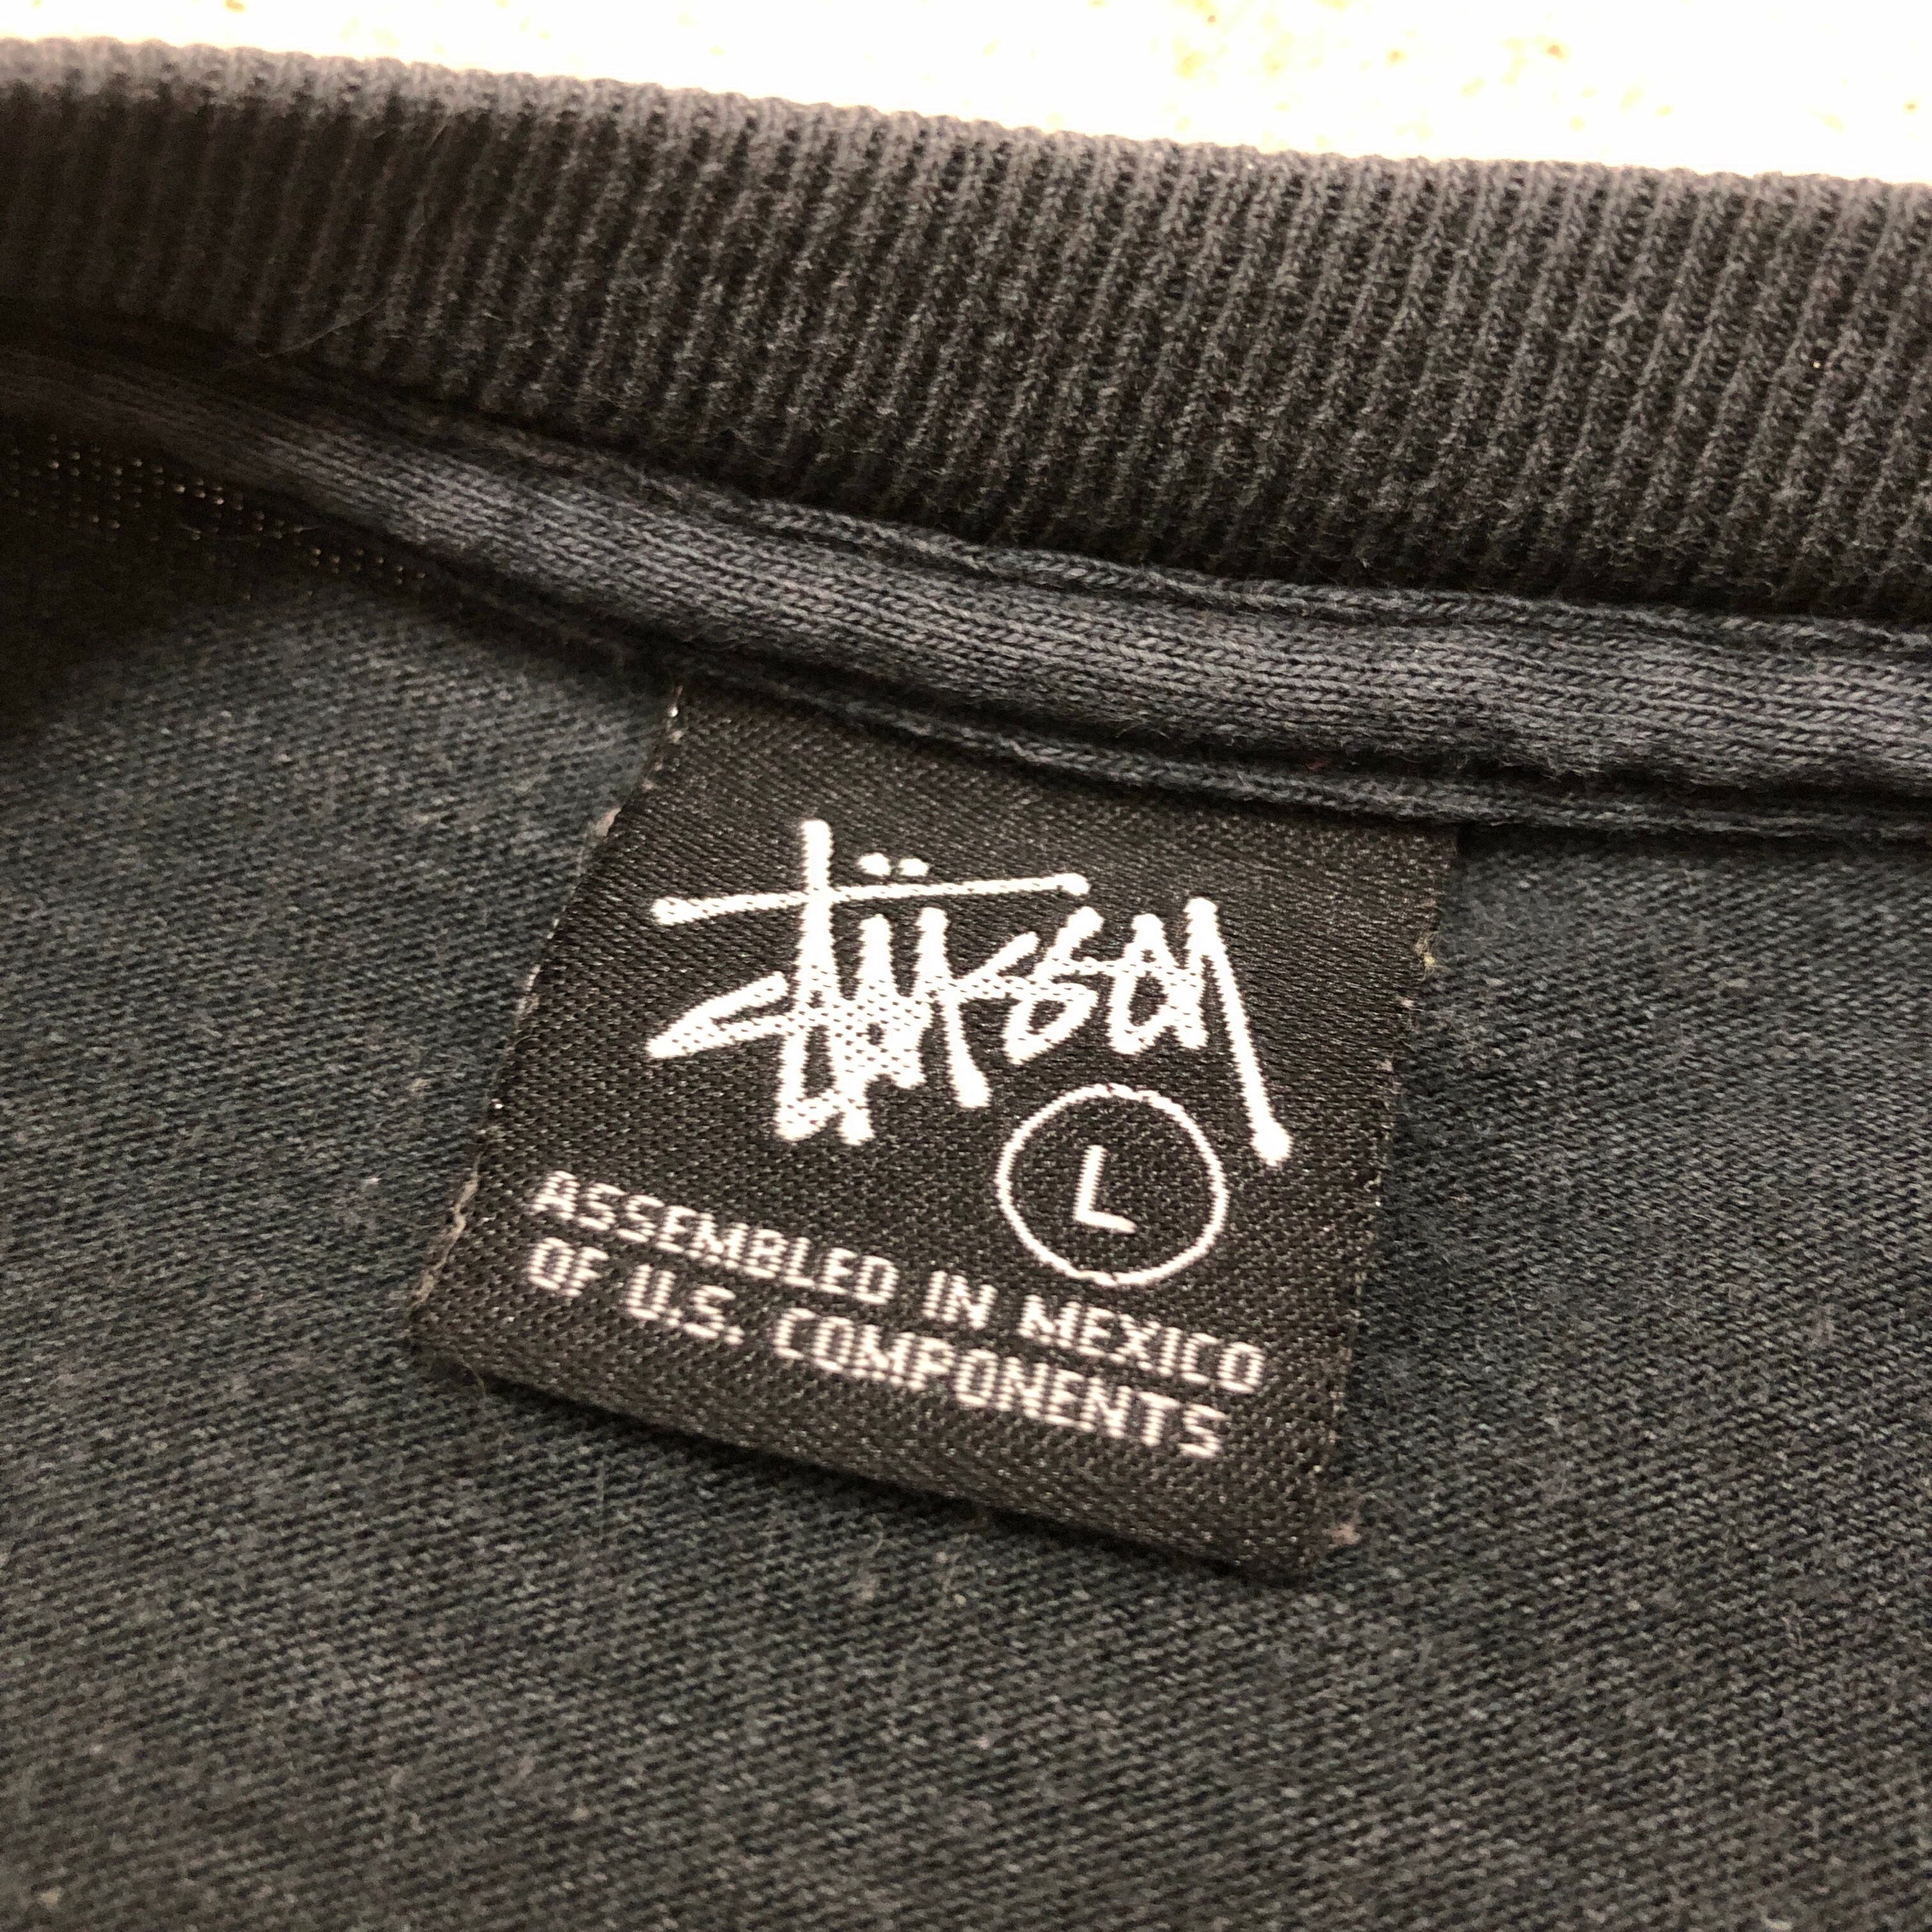 Stüssy
L
ASSEMBLED IN MEXICO
OF U.S. COMPONENTS